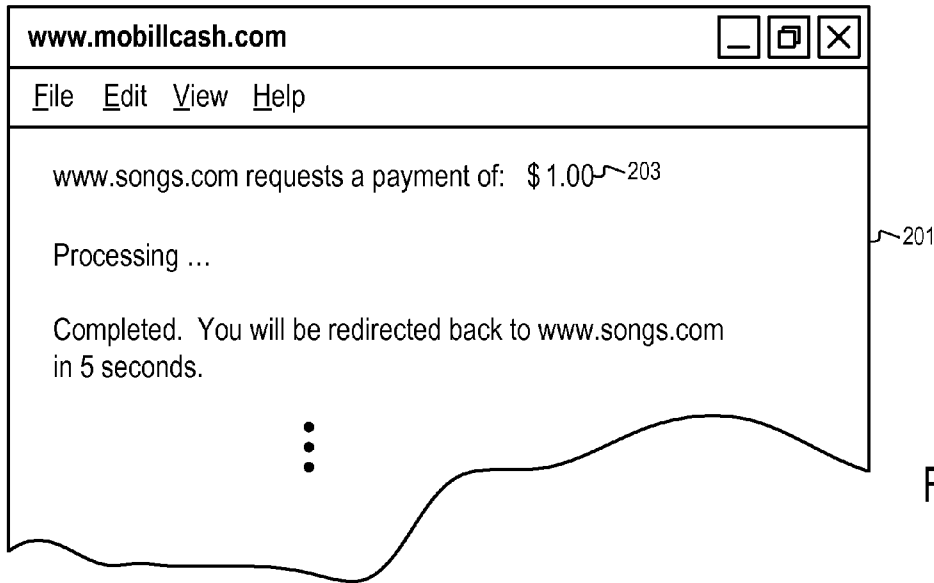 www.mobillcash.com
File Edit View Help
www.songs.com requests a payment of: $ 1.00 203
201
Processing ...
Completed. You will be redirected back to www.songs.com
in 5 seconds.